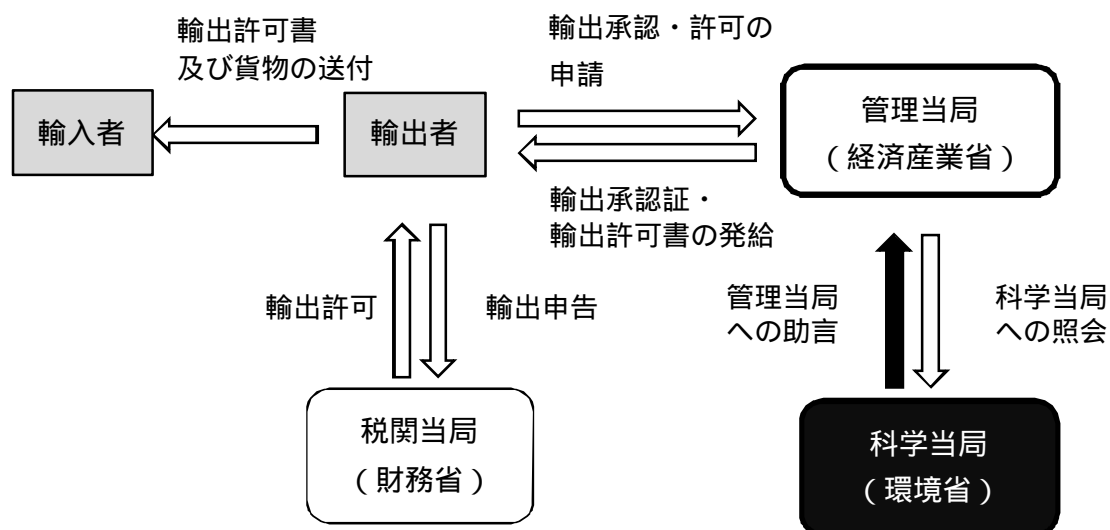 輸出許可書
及び貨物の送付
輸出承認・許可の
申請
輸入者
輸出者
管理当局
（経済産業省）
輸出承認証・
輸出許可書の発給
輸出許可
輸出申告
管理当局
への助言
科学当局
への照会
税関当局
（財務省）
科学当局
（環境省）